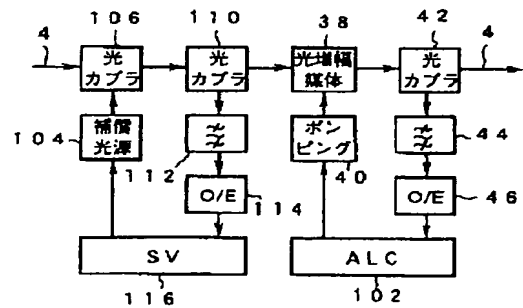 106 110 38 42
4 光カプラ 光カプラ 光増幅媒体 光カプラ 4
104 補償光源 112 ポンピング 40 44
O/E 114 O/E 46
SV ALC
116 102